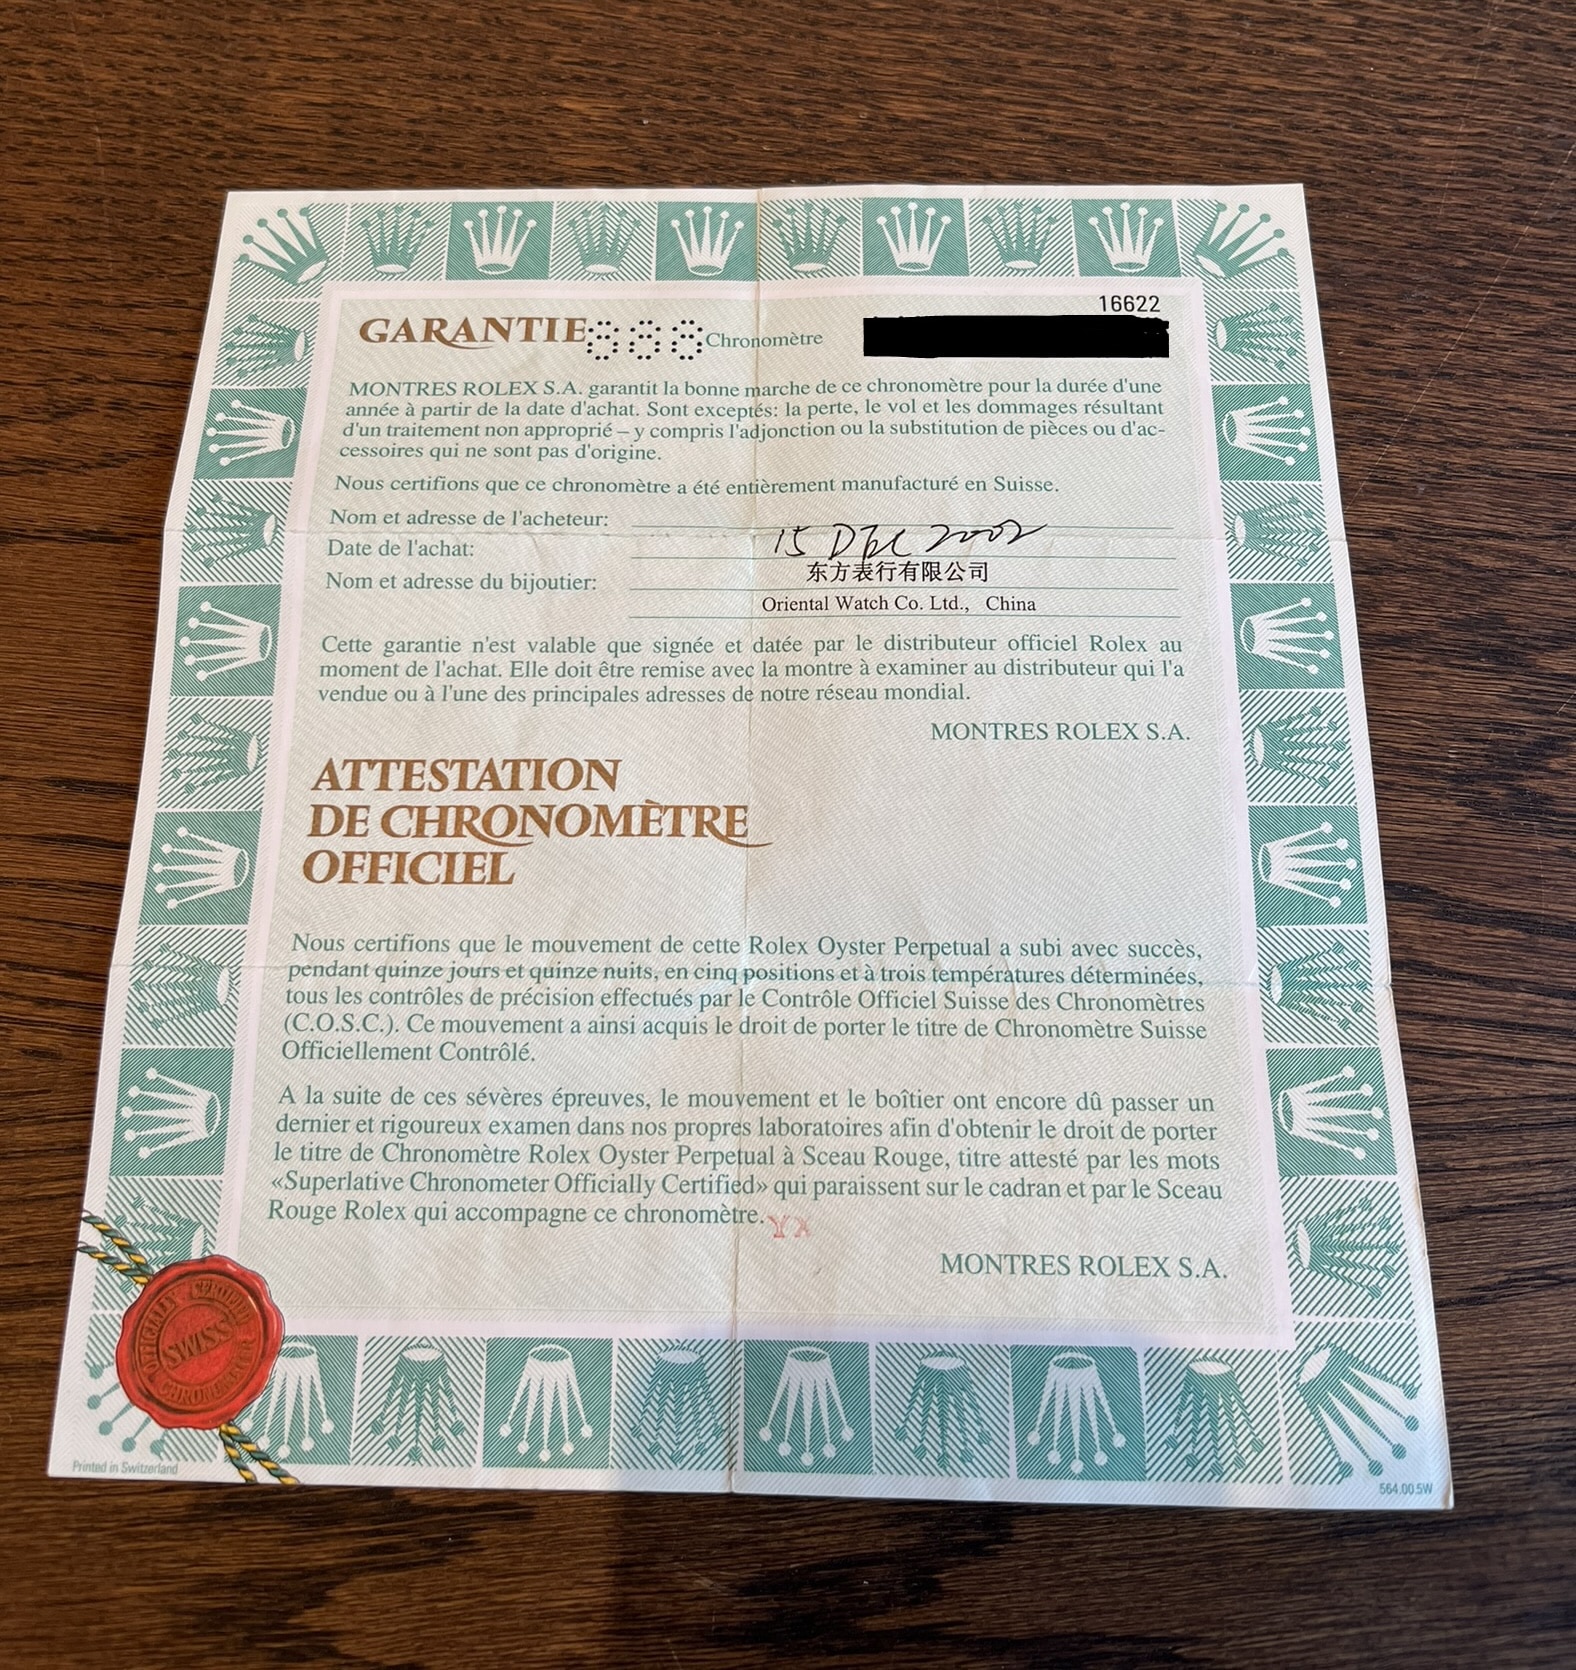 16622
GARANTIE 888 Chronomètre
MONTRES ROLEX S.A. garantit la bonne marche de ce chronomètre pour la durée d'une
année à partir de la date d'achat. Sont exceptés: la perte, le vol et les dommages résultant
d'un traitement non approprié – y compris l'adjonction ou la substitution de pièces ou d'ac-
cessoires qui ne sont pas d'origine.
Nous certifions que ce chronomètre a été entièrement manufacturé en Suisse.
Nom et adresse de l'acheteur:
Date de l'achat: 15 DEC 2002
Nom et adresse du bijoutier: 东方表行有限公司
Oriental Watch Co. Ltd., China
Cette garantie n'est valable que signée et datée par le distributeur officiel Rolex au
moment de l'achat. Elle doit être remise avec la montre à examiner au distributeur qui l'a
vendue ou à l'une des principales adresses de notre réseau mondial.
MONTRES ROLEX S.A.
ATTESTATION
DE CHRONOMÈTRE
OFFICIEL
Nous certifions que le mouvement de cette Rolex Oyster Perpetual a subi avec succès,
pendant quinze jours et quinze nuits, en cinq positions et à trois températures déterminées,
tous les contrôles de précision effectués par le Contrôle Officiel Suisse des Chronomètres
(C.O.S.C.). Ce mouvement a ainsi acquis le droit de porter le titre de Chronomètre Suisse
Officiellement Contrôlé.
A la suite de ces sévères épreuves, le mouvement et le boîtier ont encore dû passer un
dernier et rigoureux examen dans nos propres laboratoires afin d'obtenir le droit de porter
le titre de Chronomètre Rolex Oyster Perpetual à Sceau Rouge, titre attesté par les mots
«Superlative Chronometer Officially Certified» qui paraissent sur le cadran et par le Sceau
Rouge Rolex qui accompagne ce chronomètre. YX
MONTRES ROLEX S.A.
OFFICIALLY CERTIFIED
SWISS
CHRONOMETER
Printed in Switzerland
564.00.5W